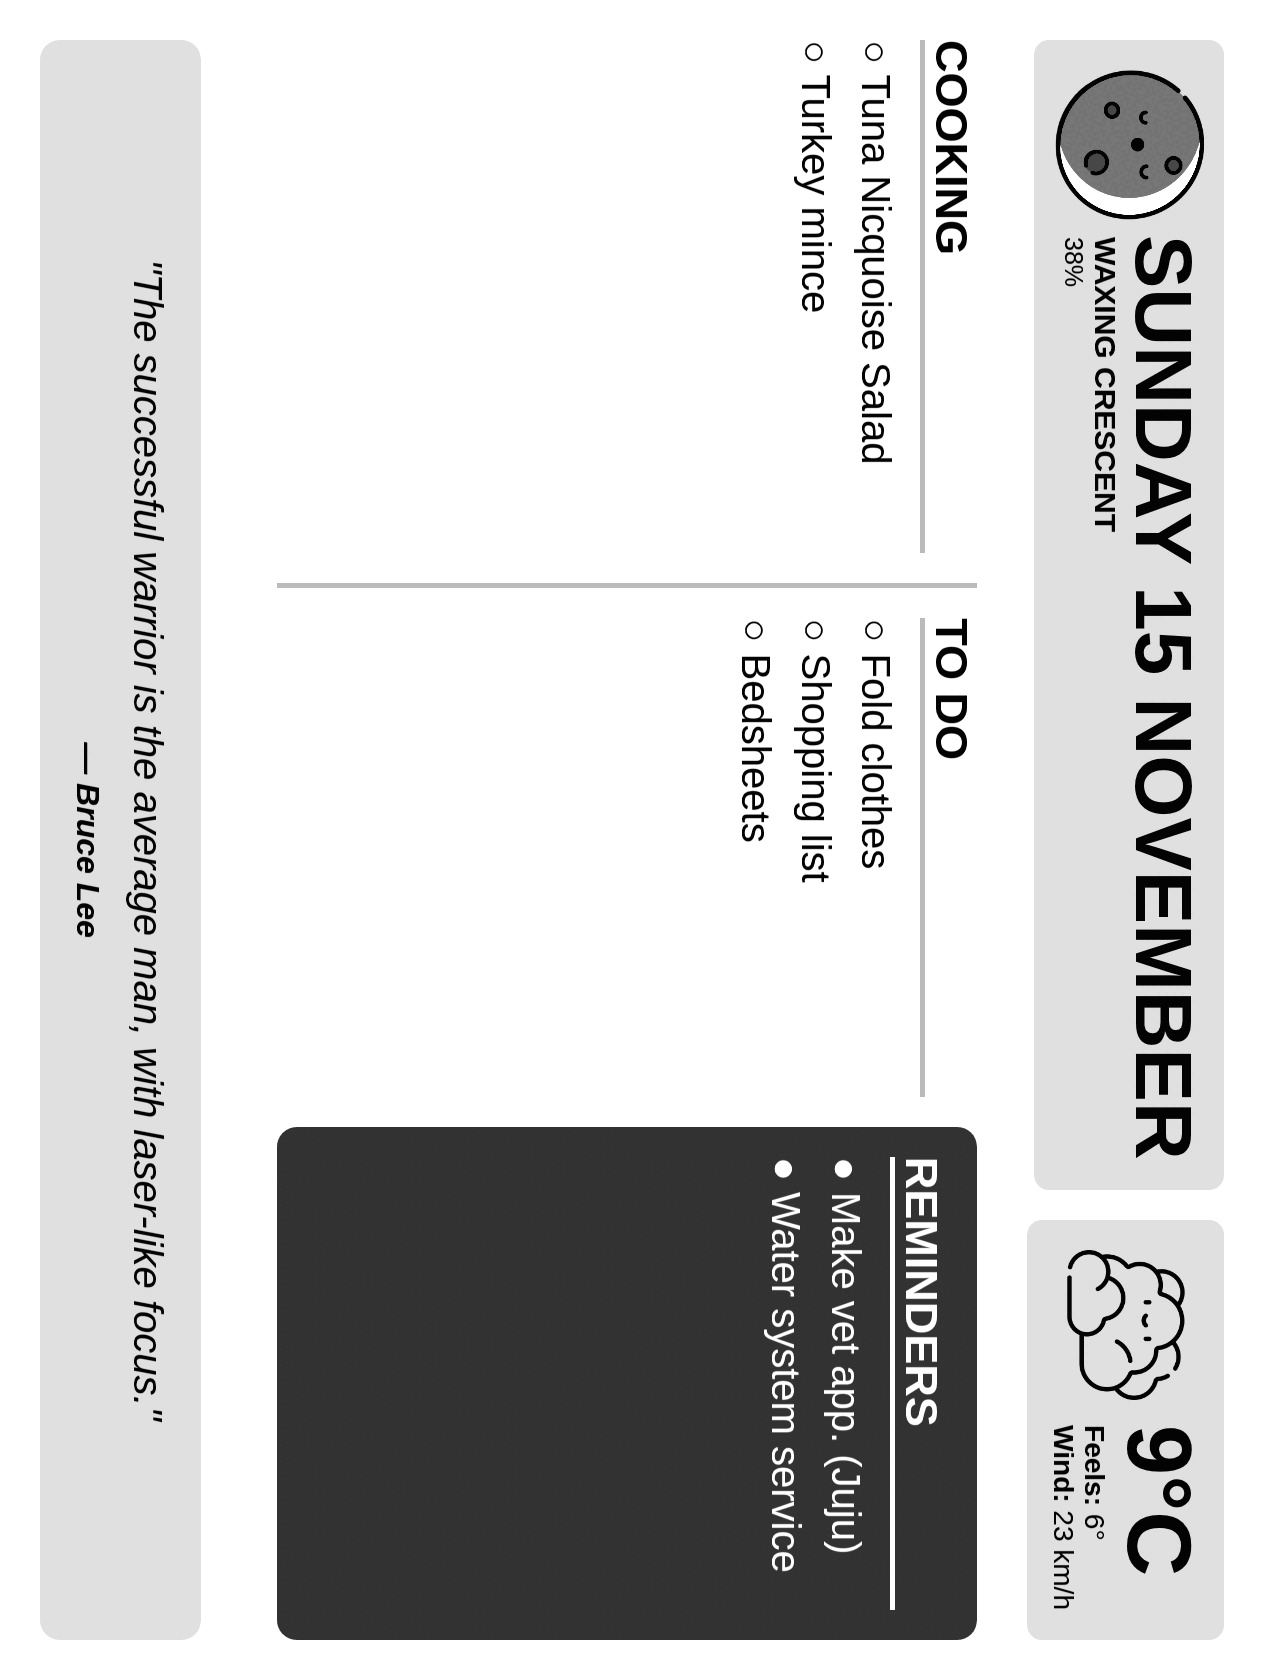 SUNDAY 15 NOVEMBER
WAXING CRESCENT
38%
9°C
Feels: 6°
Wind: 23 km/h
COOKING
○ Tuna Nicquoise Salad
○ Turkey mince
TO DO
○ Fold clothes
○ Shopping list
○ Bedsheets
REMINDERS
● Make vet app. (Juju)
● Water system service
"The successful warrior is the average man, with laser-like focus."
— Bruce Lee